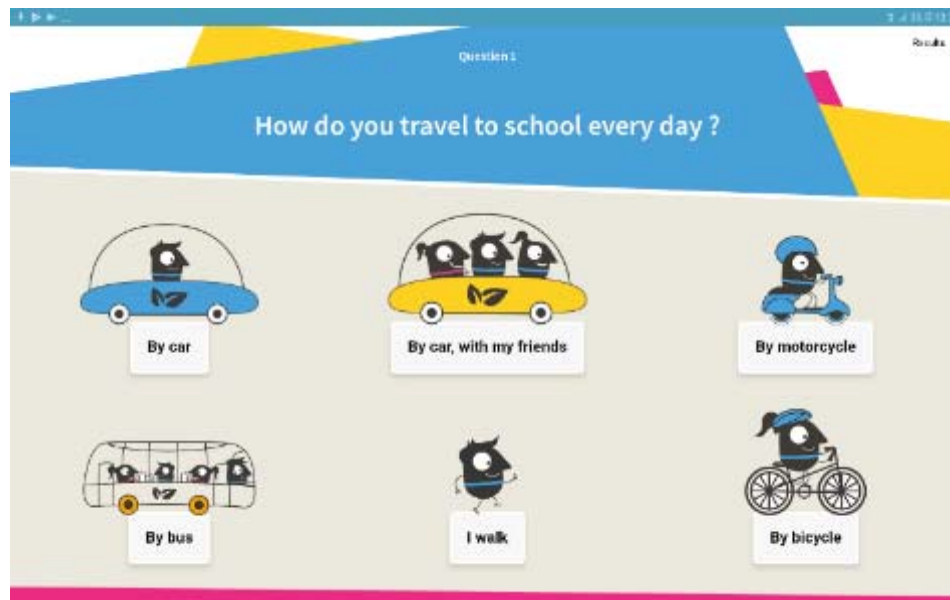 Results
Question 1
How do you travel to school every day ?
By car
By car, with my friends
By motorcycle
By bus
I walk
By bicycle